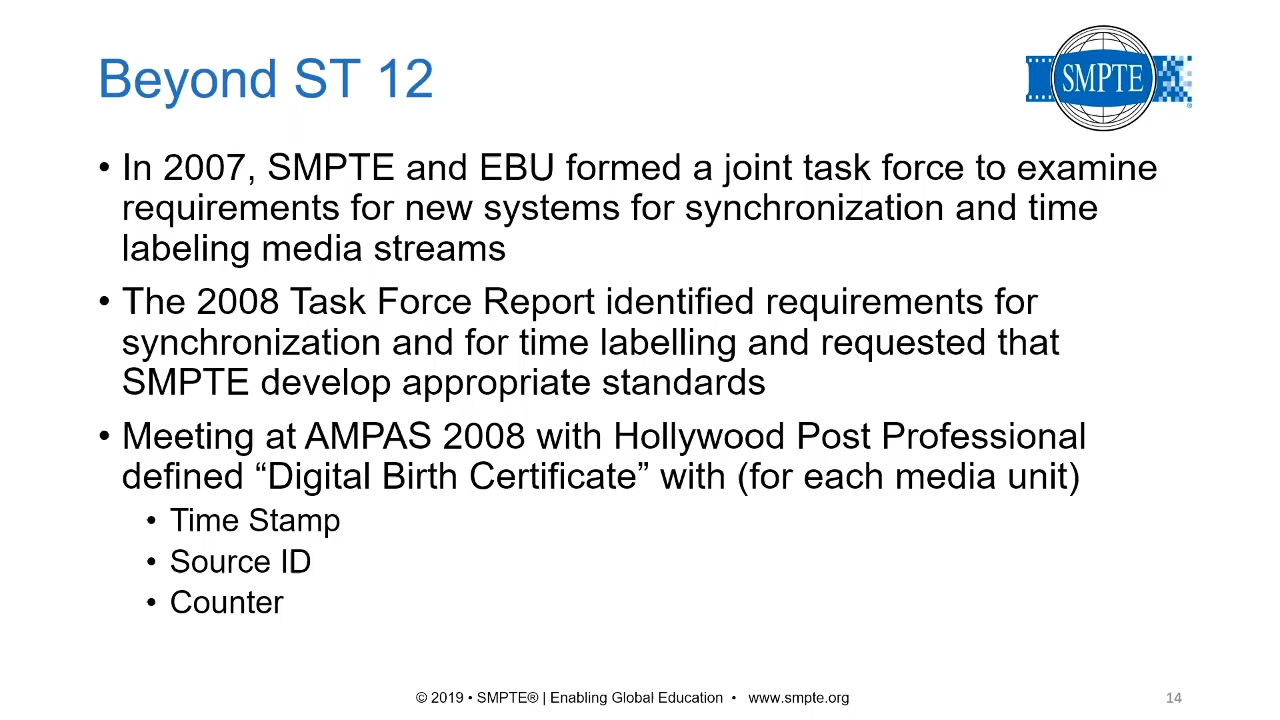 Beyond ST 12
SMPTE
®
• In 2007, SMPTE and EBU formed a joint task force to examine
requirements for new systems for synchronization and time
labeling media streams
• The 2008 Task Force Report identified requirements for
synchronization and for time labelling and requested that
SMPTE develop appropriate standards
• Meeting at AMPAS 2008 with Hollywood Post Professional
defined “Digital Birth Certificate” with (for each media unit)
• Time Stamp
• Source ID
• Counter
© 2019 • SMPTE® | Enabling Global Education • www.smpte.org
14